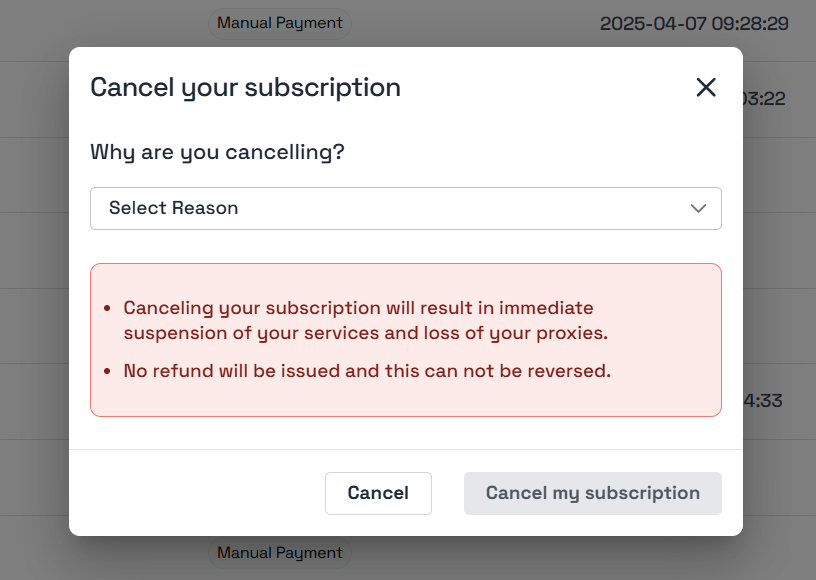 Manual Payment
2025-04-07 09:28:29
Cancel your subscription
03:22
Why are you cancelling?
Select Reason
Canceling your subscription will result in immediate
suspension of your services and loss of your proxies.
No refund will be issued and this can not be reversed.
4:33
Cancel
Cancel my subscription
Manual Payment